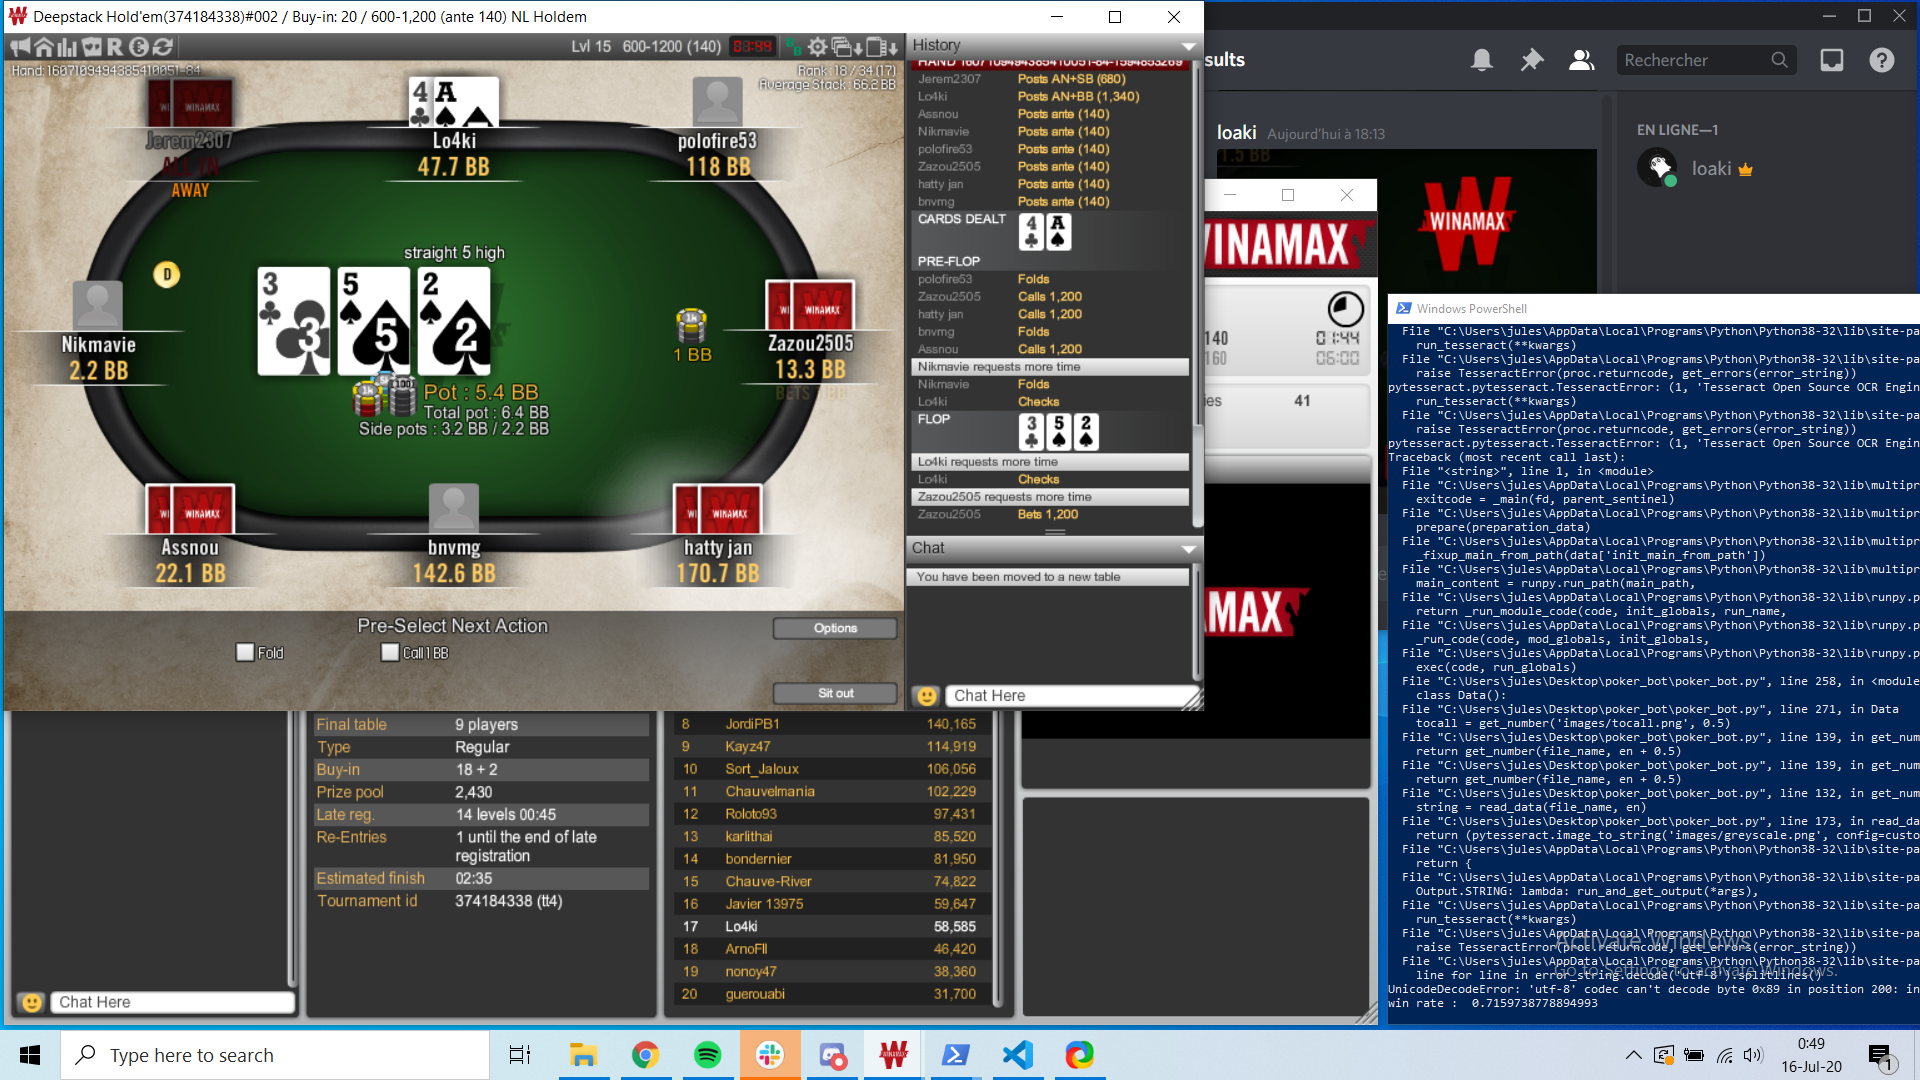 Deepstack Hold'em(374184338)#002 / Buy-in: 20 / 600-1,200 (ante 140) NL Holdem
Lvl 15 600-1200 (140) 03:44
Hand:1607109494385410051-84
Rank: 18 / 34 (17)
Average Stack: 66.2 BB
Jerem2307
ALL IN
AWAY
4 A
Lo4ki
47.7 BB
polofire53
118 BB
D
straight 5 high
3 5 2
Nikmavie
2.2 BB
1 BB
WINAMAX
Zazou2505
13.3 BB
BETS 1 BB
Pot : 5.4 BB
Total pot : 6.4 BB
Side pots : 3.2 BB / 2.2 BB
WINAMAX
Assnou
22.1 BB
bnvmg
142.6 BB
WINAMAX
hatty jan
170.7 BB
Pre-Select Next Action
Fold
Call 1 BB
Options
Sit out
History
HAND 1607109494385410051-84-1594853269
Jerem2307 Posts AN+SB (680)
Lo4ki Posts AN+BB (1,340)
Assnou Posts ante (140)
Nikmavie Posts ante (140)
polofire53 Posts ante (140)
Zazou2505 Posts ante (140)
hatty jan Posts ante (140)
bnvmg Posts ante (140)
CARDS DEALT 4 A
PRE-FLOP
polofire53 Folds
Zazou2505 Calls 1,200
hatty jan Calls 1,200
bnvmg Folds
Assnou Calls 1,200
Nikmavie requests more time
Nikmavie Folds
Lo4ki Checks
FLOP 3 5 2
Lo4ki requests more time
Lo4ki Checks
Zazou2505 requests more time
Zazou2505 Bets 1,200
Chat
You have been moved to a new table
Chat Here
Final table 9 players
Type Regular
Buy-in 18 + 2
Prize pool 2,430
Late reg. 14 levels 00:45
Re-Entries 1 until the end of late
registration
Estimated finish 02:35
Tournament id 374184338 (tt4)
Chat Here
8 JordiPB1 140,165
9 Kayz47 114,919
10 Sort_Jaloux 106,056
11 Chauvelmania 102,229
12 Roloto93 97,431
13 karlithai 85,520
14 bondernier 81,950
15 Chauve-River 74,822
16 Javier 13975 59,647
17 Lo4ki 58,585
18 ArnoFll 46,420
19 nonoy47 38,360
20 guerouabi 31,700
WINAMAX
140 01:44
160 06:00
ies 41
MAX
sults
Rechercher
loaki Aujourd'hui à 18:13
1.5 BB
WINAMAX
EN LIGNE—1
loaki
Windows PowerShell
File "C:\Users\jules\AppData\Local\Programs\Python\Python38-32\lib\site-pa
run_tesseract(**kwargs)
File "C:\Users\jules\AppData\Local\Programs\Python\Python38-32\lib\site-pa
raise TesseractError(proc.returncode, get_errors(error_string))
pytesseract.pytesseract.TesseractError: (1, 'Tesseract Open Source OCR Engin
run_tesseract(**kwargs)
File "C:\Users\jules\AppData\Local\Programs\Python\Python38-32\lib\site-pa
raise TesseractError(proc.returncode, get_errors(error_string))
pytesseract.pytesseract.TesseractError: (1, 'Tesseract Open Source OCR Engin
Traceback (most recent call last):
File "<string>", line 1, in <module>
File "C:\Users\jules\AppData\Local\Programs\Python\Python38-32\lib\multipr
exitcode = _main(fd, parent_sentinel)
File "C:\Users\jules\AppData\Local\Programs\Python\Python38-32\lib\multipr
prepare(preparation_data)
File "C:\Users\jules\AppData\Local\Programs\Python\Python38-32\lib\multipr
_fixup_main_from_path(data['init_main_from_path'])
File "C:\Users\jules\AppData\Local\Programs\Python\Python38-32\lib\multipr
main_content = runpy.run_path(main_path,
File "C:\Users\jules\AppData\Local\Programs\Python\Python38-32\lib\runpy.p
return _run_module_code(code, init_globals, run_name,
File "C:\Users\jules\AppData\Local\Programs\Python\Python38-32\lib\runpy.p
_run_code(code, mod_globals, init_globals,
File "C:\Users\jules\AppData\Local\Programs\Python\Python38-32\lib\runpy.p
exec(code, run_globals)
File "C:\Users\jules\Desktop\poker_bot\poker_bot.py", line 258, in <module
class Data():
File "C:\Users\jules\Desktop\poker_bot\poker_bot.py", line 271, in Data
tocall = get_number('images/tocall.png', 0.5)
File "C:\Users\jules\Desktop\poker_bot\poker_bot.py", line 139, in get_num
return get_number(file_name, en + 0.5)
File "C:\Users\jules\Desktop\poker_bot\poker_bot.py", line 139, in get_num
return get_number(file_name, en + 0.5)
File "C:\Users\jules\Desktop\poker_bot\poker_bot.py", line 132, in get_num
string = read_data(file_name, en)
File "C:\Users\jules\Desktop\poker_bot\poker_bot.py", line 173, in read_da
return (pytesseract.image_to_string('images/greyscale.png', config=custo
File "C:\Users\jules\AppData\Local\Programs\Python\Python38-32\lib\site-pa
return {
File "C:\Users\jules\AppData\Local\Programs\Python\Python38-32\lib\site-pa
Output.STRING: lambda: run_and_get_output(*args),
File "C:\Users\jules\AppData\Local\Programs\Python\Python38-32\lib\site-pa
run_tesseract(**kwargs)
File "C:\Users\jules\AppData\Local\Programs\Python\Python38-32\lib\site-pa
raise TesseractError(proc.returncode, get_errors(error_string))
File "C:\Users\jules\AppData\Local\Programs\Python\Python38-32\lib\site-pa
line for line in error_string.decode('utf-8').splitlines()
UnicodeDecodeError: 'utf-8' codec can't decode byte 0x89 in position 200: in
win rate : 0.7159738778894993
Activate Windows
Go to Settings to activate Windows.
Type here to search
0:49
16-Jul-20
1